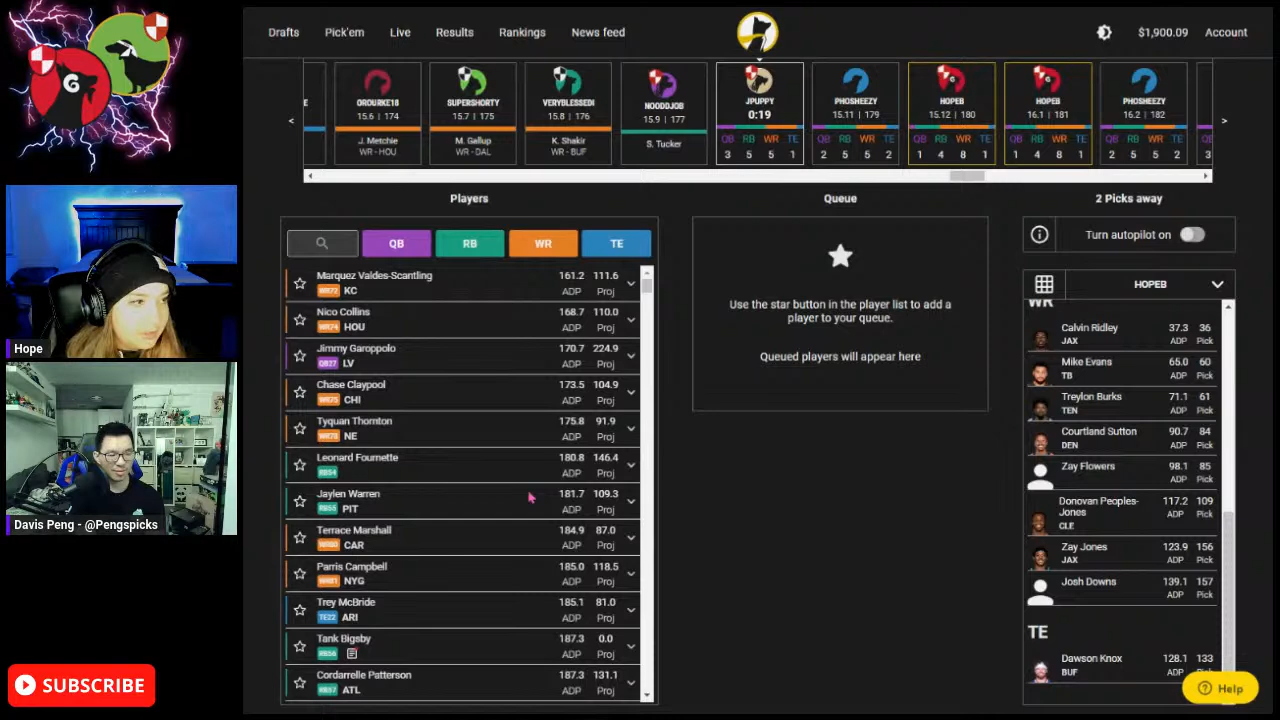 Drafts Pick'em Live Results Rankings News feed $1,900.09 Account
E
OROURKE18
15.6 | 174
J. Metchie
WR - HOU
SUPERSHORTY
15.7 | 175
M. Gallup
WR - DAL
VERYBLESSEDI
15.8 | 176
K. Shakir
WR - BUF
NOODDJOB
15.9 | 177
S. Tucker
JPUPPY
0:19
QB RB WR TE
3 5 5 1
PHOSHEEZY
15.11 | 179
QB RB WR TE
2 5 5 2
HOPEB
15.12 | 180
QB RB WR TE
1 4 8 1
HOPEB
16.1 | 181
QB RB WR TE
1 4 8 1
PHOSHEEZY
16.2 | 182
QB RB WR TE
2 5 5 2
3
< >
Players
QB RB WR TE
Marquez Valdes-Scantling 161.2 111.6
WR73 KC ADP Proj
Nico Collins 168.7 110.0
WR74 HOU ADP Proj
Jimmy Garoppolo 170.7 224.9
QB27 LV ADP Proj
Chase Claypool 173.5 104.9
WR75 CHI ADP Proj
Tyquan Thornton 175.8 91.9
NE ADP Proj
Leonard Fournette 180.8 146.4
RB54 ADP Proj
Jaylen Warren 181.7 109.3
RB55 PIT ADP Proj
Terrace Marshall 184.9 87.0
WR80 CAR ADP Proj
Parris Campbell 185.0 118.5
WR81 NYG ADP Proj
Trey McBride 185.1 81.0
TE22 ARI ADP Proj
Tank Bigsby 187.3 0.0
RB56 ADP Proj
Cordarrelle Patterson 187.3 131.1
RB57 ATL ADP Proj
Queue
Use the star button in the player list to add a
player to your queue.
Queued players will appear here
2 Picks away
Turn autopilot on
HOPEB
WR
Calvin Ridley 37.3 36
JAX ADP Pick
Mike Evans 65.0 60
TB ADP Pick
Treylon Burks 71.1 61
TEN ADP Pick
Courtland Sutton 90.7 84
DEN ADP Pick
Zay Flowers 98.1 85
ADP Pick
Donovan Peoples- 117.2 109
Jones ADP Pick
CLE
Zay Jones 123.9 156
JAX ADP Pick
Josh Downs 139.1 157
ADP Pick
TE
Dawson Knox 128.1 133
BUF ADP Pick
Help
G
G
Hope
Davis Peng - @Pengspicks
SUBSCRIBE